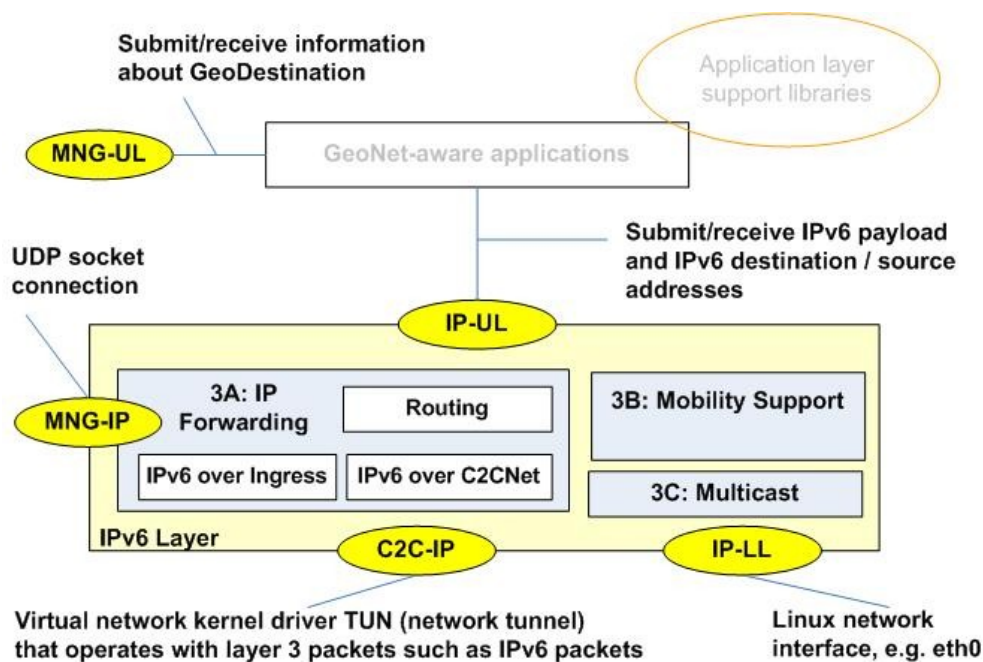 Submit/receive information
about GeoDestination
Application layer
support libraries
MNG-UL
GeoNet-aware applications
UDP socket
connection
Submit/receive IPv6 payload
and IPv6 destination / source
addresses
IP-UL
MNG-IP
3A: IP
Forwarding
Routing
IPv6 over Ingress
IPv6 over C2CNet
3B: Mobility Support
3C: Multicast
IPv6 Layer
C2C-IP
IP-LL
Virtual network kernel driver TUN (network tunnel)
that operates with layer 3 packets such as IPv6 packets
Linux network
interface, e.g. eth0